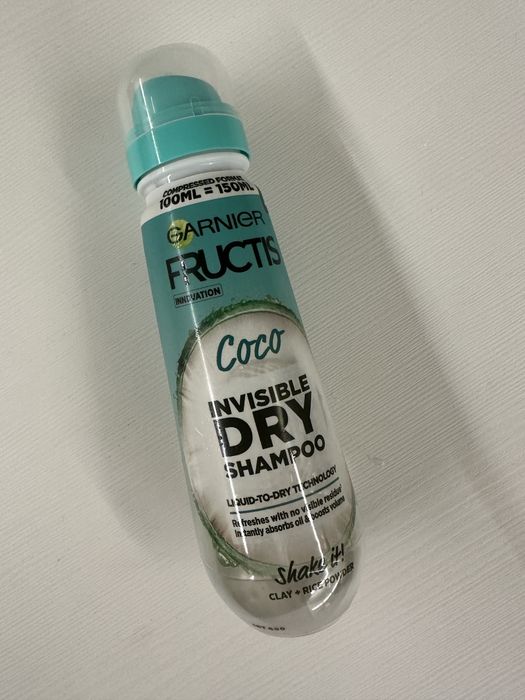 COMPRESSED FORMAT
100ML = 150ML
GARNIER
FRUCTIS
INNOVATION
Coco
INVISIBLE
DRY
SHAMPOO
LIQUID-TO-DRY TECHNOLOGY
Refreshes with no visible residue
Instantly absorbs oil & boosts volume
Shake it!
CLAY + RICE POWDER